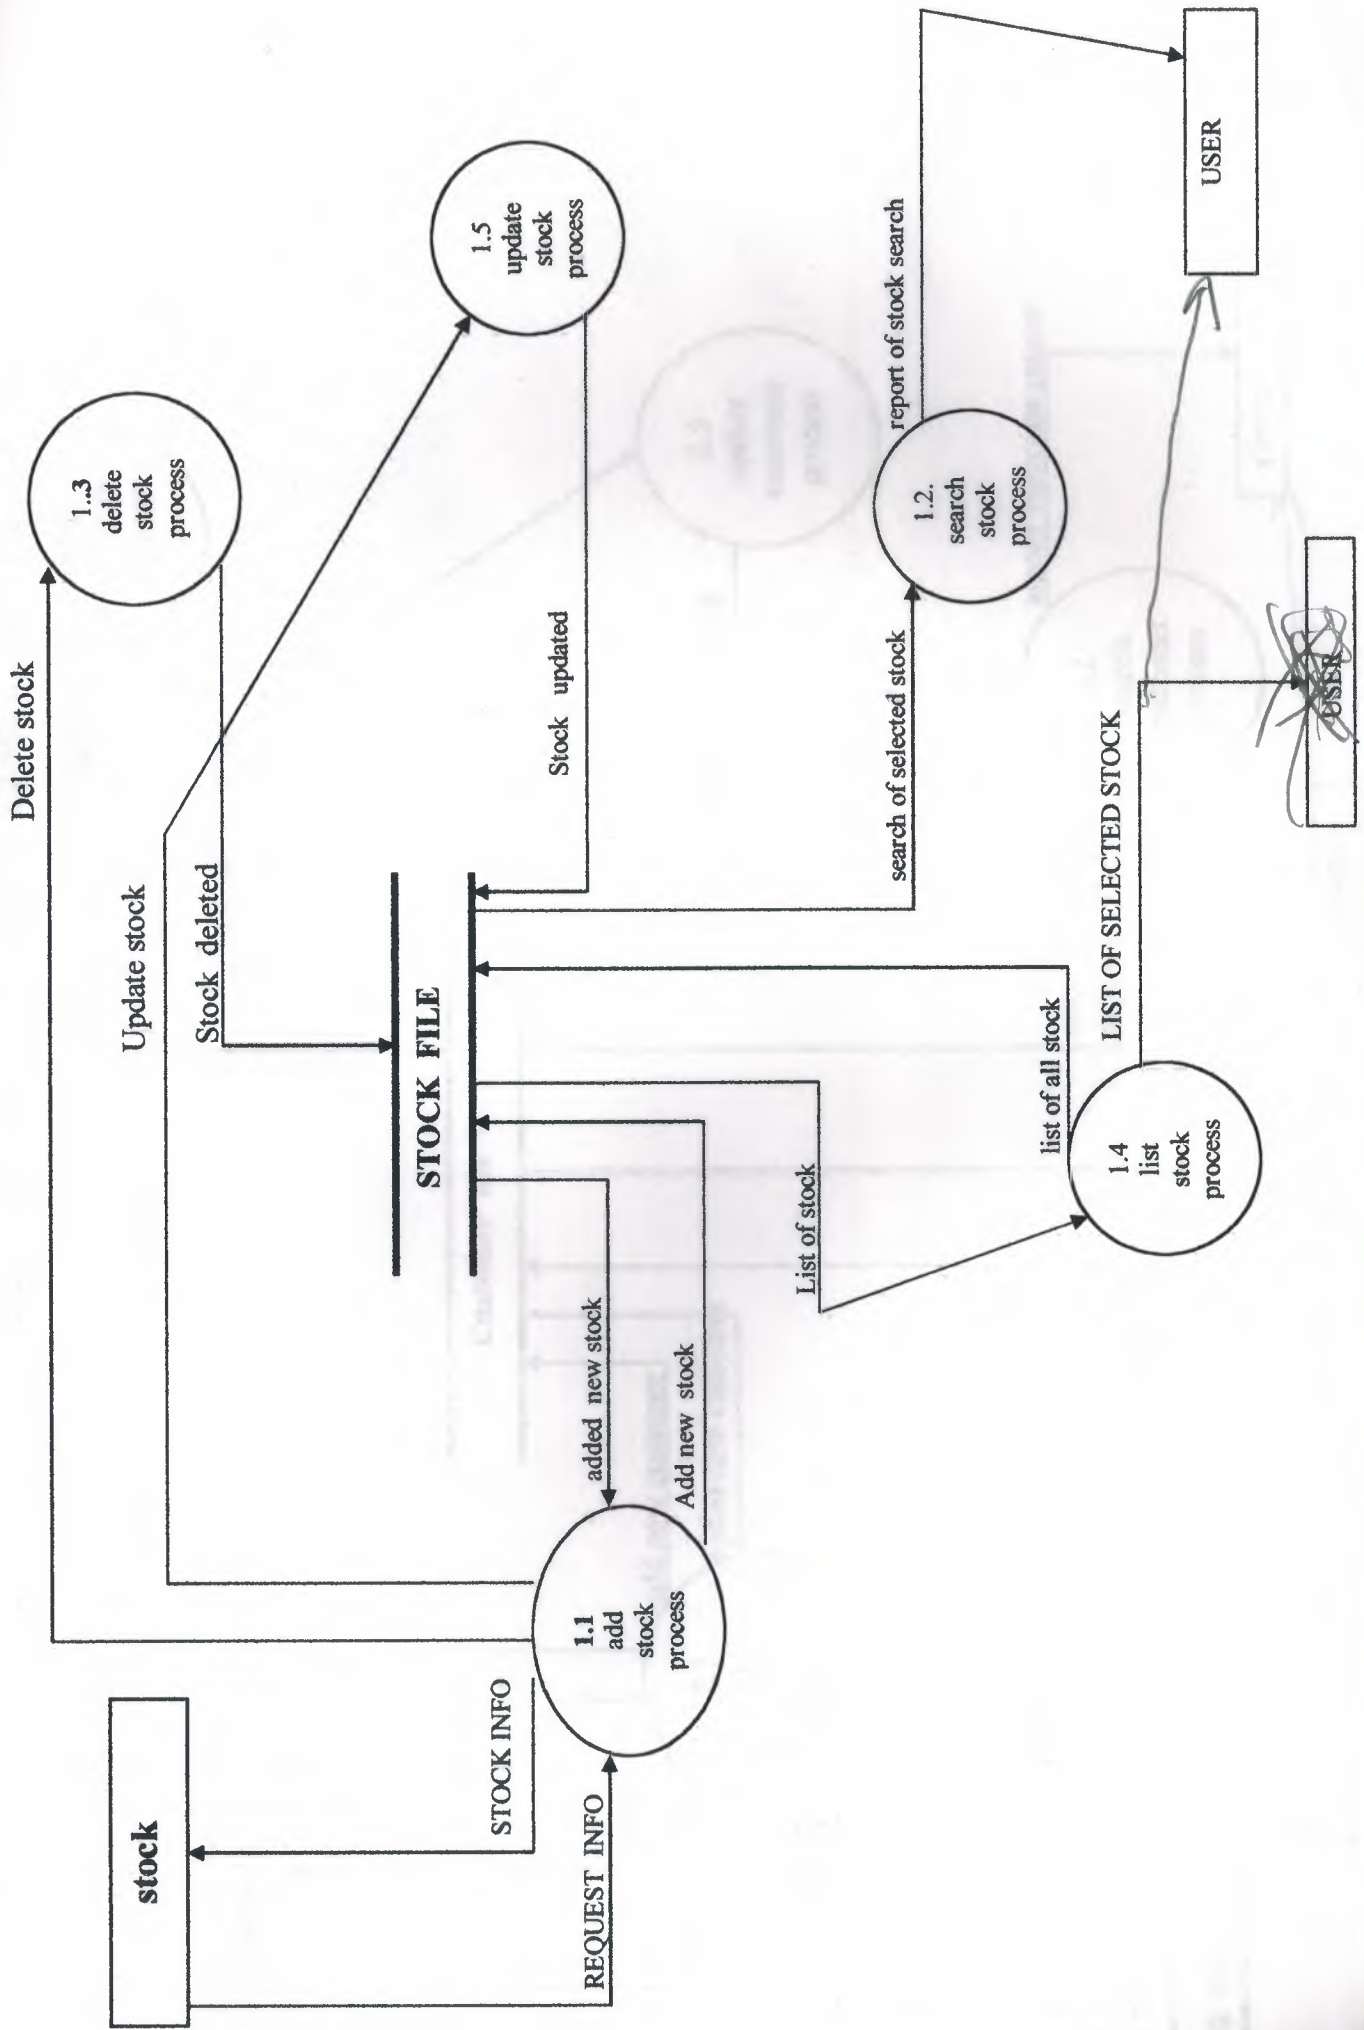 Delete stock
1..3
delete
stock
process
Update stock
Stock deleted
1.5
update
stock
process
stock
STOCK FILE
Stock updated
STOCK INFO
REQUEST INFO
1.1
add
stock
process
added new stock
Add new stock
List of stock
search of selected stock
report of stock search
1.2.
search
stock
process
list of all stock
LIST OF SELECTED STOCK
1.4
list
stock
process
USER
USER